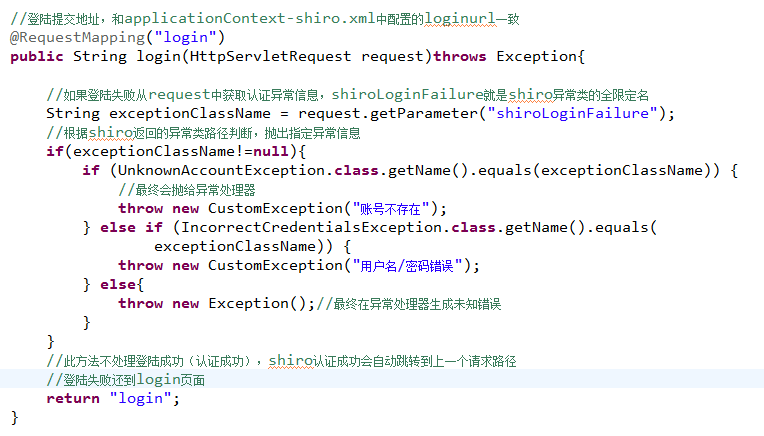 //登陆提交地址，和applicationContext-shiro.xml中配置的loginurl一致
@RequestMapping("login")
public String login(HttpServletRequest request)throws Exception{
//如果登陆失败从request中获取认证异常信息，shiroLoginFailure就是shiro异常类的全限定名
String exceptionClassName = request.getParameter("shiroLoginFailure");
//根据shiro返回的异常类路径判断，抛出指定异常信息
if(exceptionClassName!=null){
if (UnknownAccountException.class.getName().equals(exceptionClassName)) {
//最终会抛给异常处理器
throw new CustomException("账号不存在");
} else if (IncorrectCredentialsException.class.getName().equals(
exceptionClassName)) {
throw new CustomException("用户名/密码错误");
} else{
throw new Exception();//最终在异常处理器生成未知错误
}
}
//此方法不处理登陆成功（认证成功），shiro认证成功会自动跳转到上一个请求路径
//登陆失败还到login页面
return "login";
}